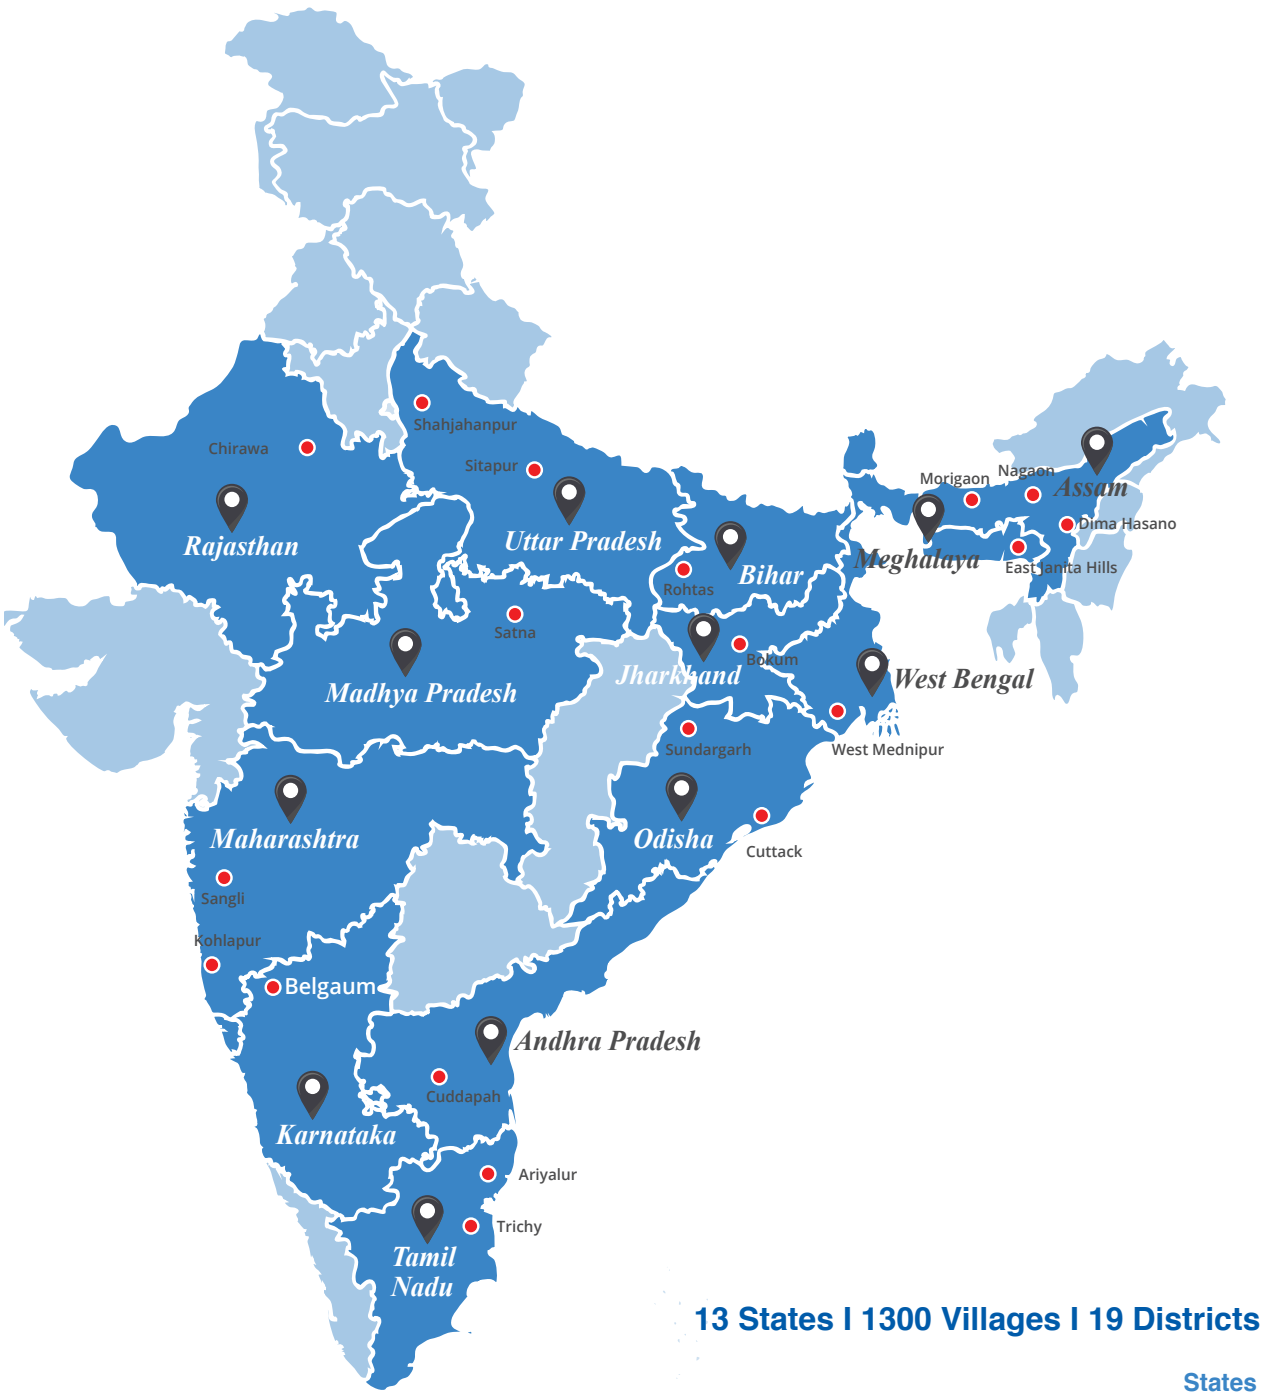 Shahjahanpur
Chirawa
Sitapur
Morigaon
Nagaon
Assam
Rajasthan
Uttar Pradesh
Dima Hasano
Meghalaya
East Janita Hills
Bihar
Rohtas
Satna
Bokum
Jharkhand
West Bengal
Madhya Pradesh
Sundargarh
West Mednipur
Maharashtra
Odisha
Cuttack
Sangli
Kohlapur
Belgaum
Andhra Pradesh
Cuddapah
Karnataka
Ariyalur
Trichy
Tamil
Nadu
13 States I 1300 Villages I 19 Districts
States